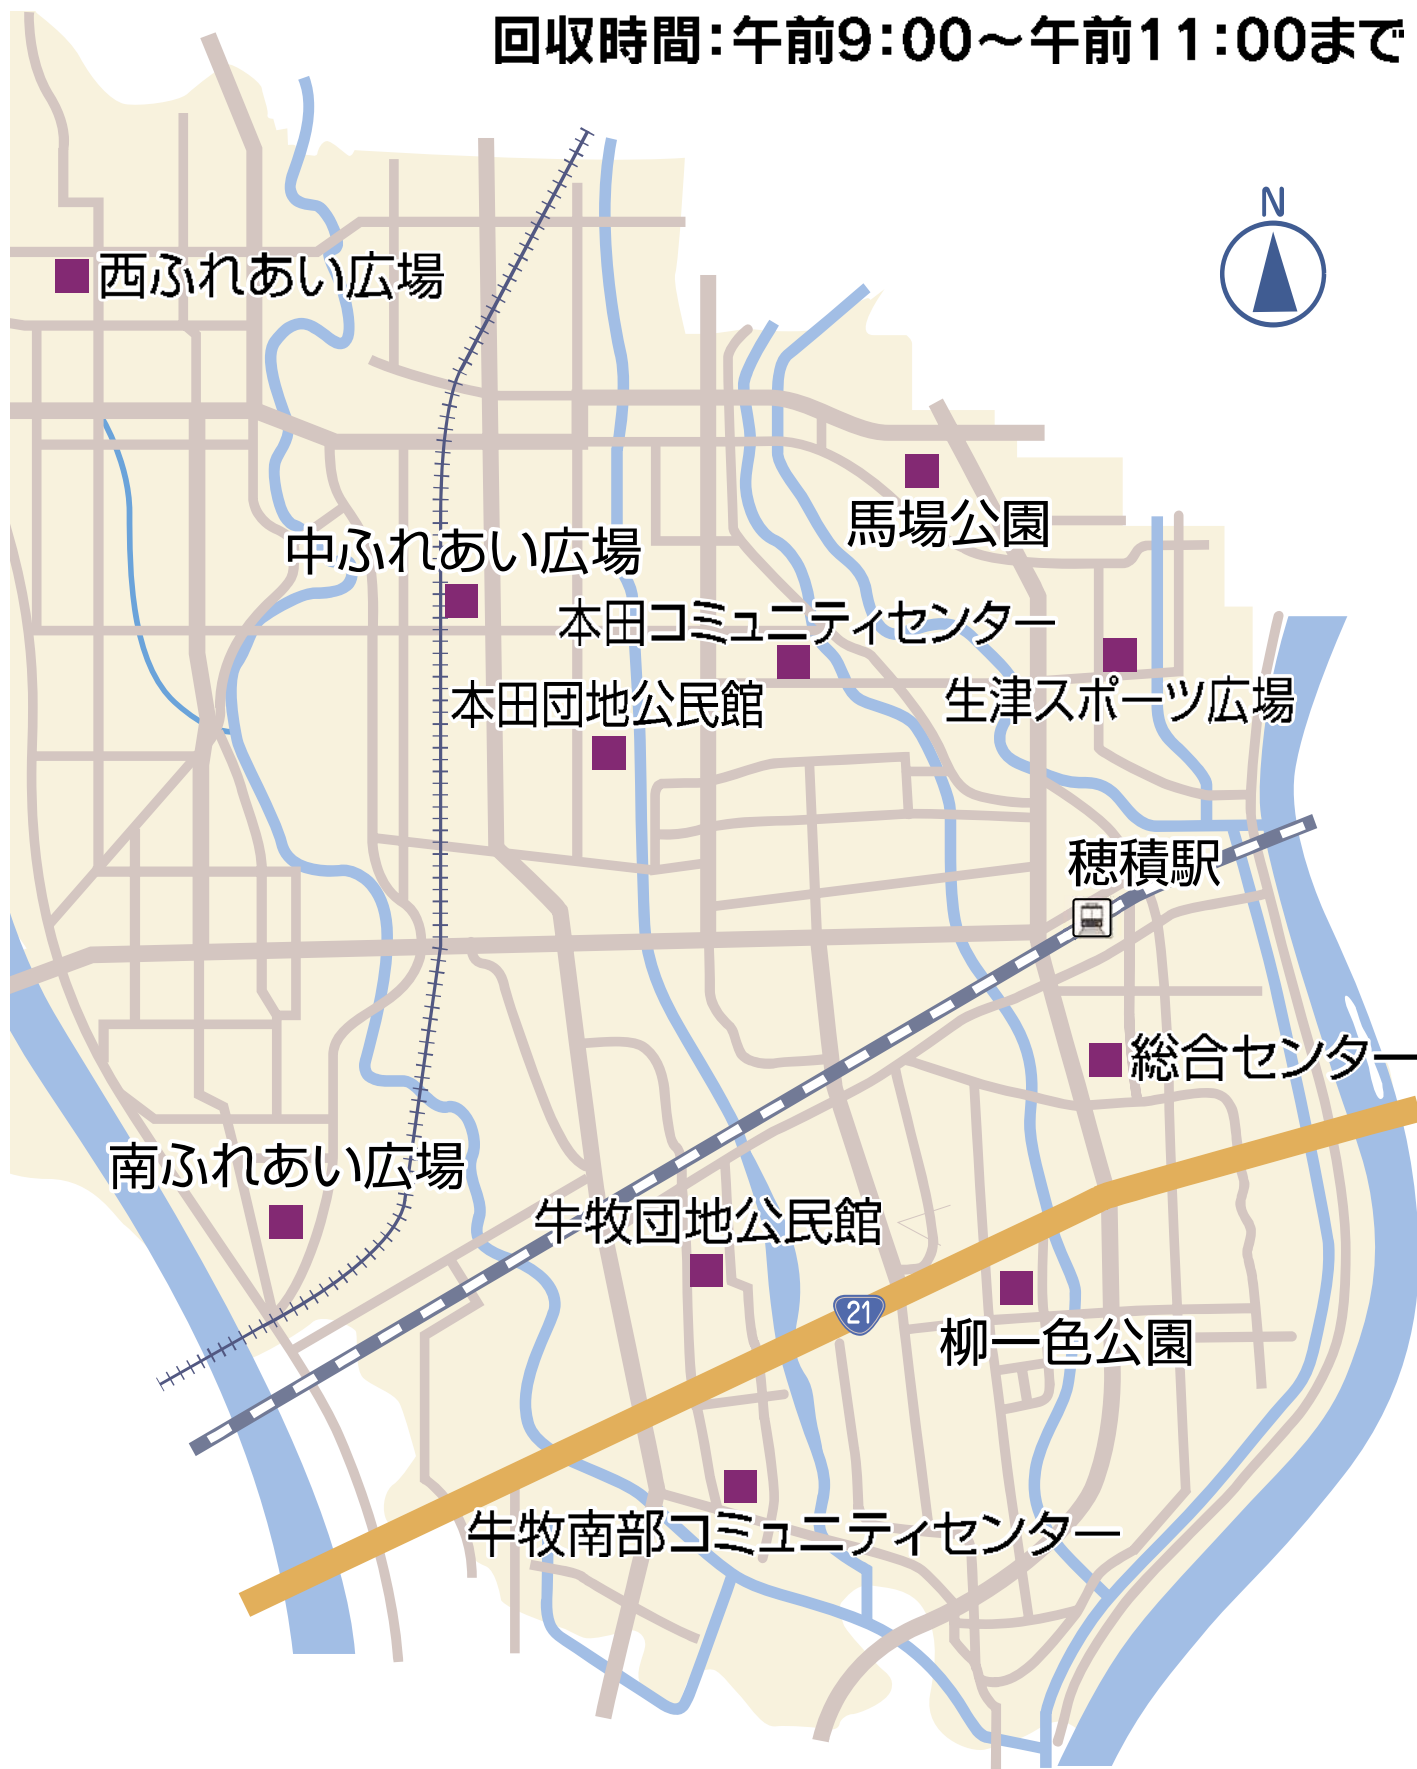 回収時間：午前9：00～午前11：00まで
N
西ふれあい広場
馬場公園
中ふれあい広場
本田コミュニティセンター
生津スポーツ広場
本田団地公民館
穂積駅
総合センター
南ふれあい広場
牛牧団地公民館
21
柳一色公園
牛牧南部コミュニティセンター